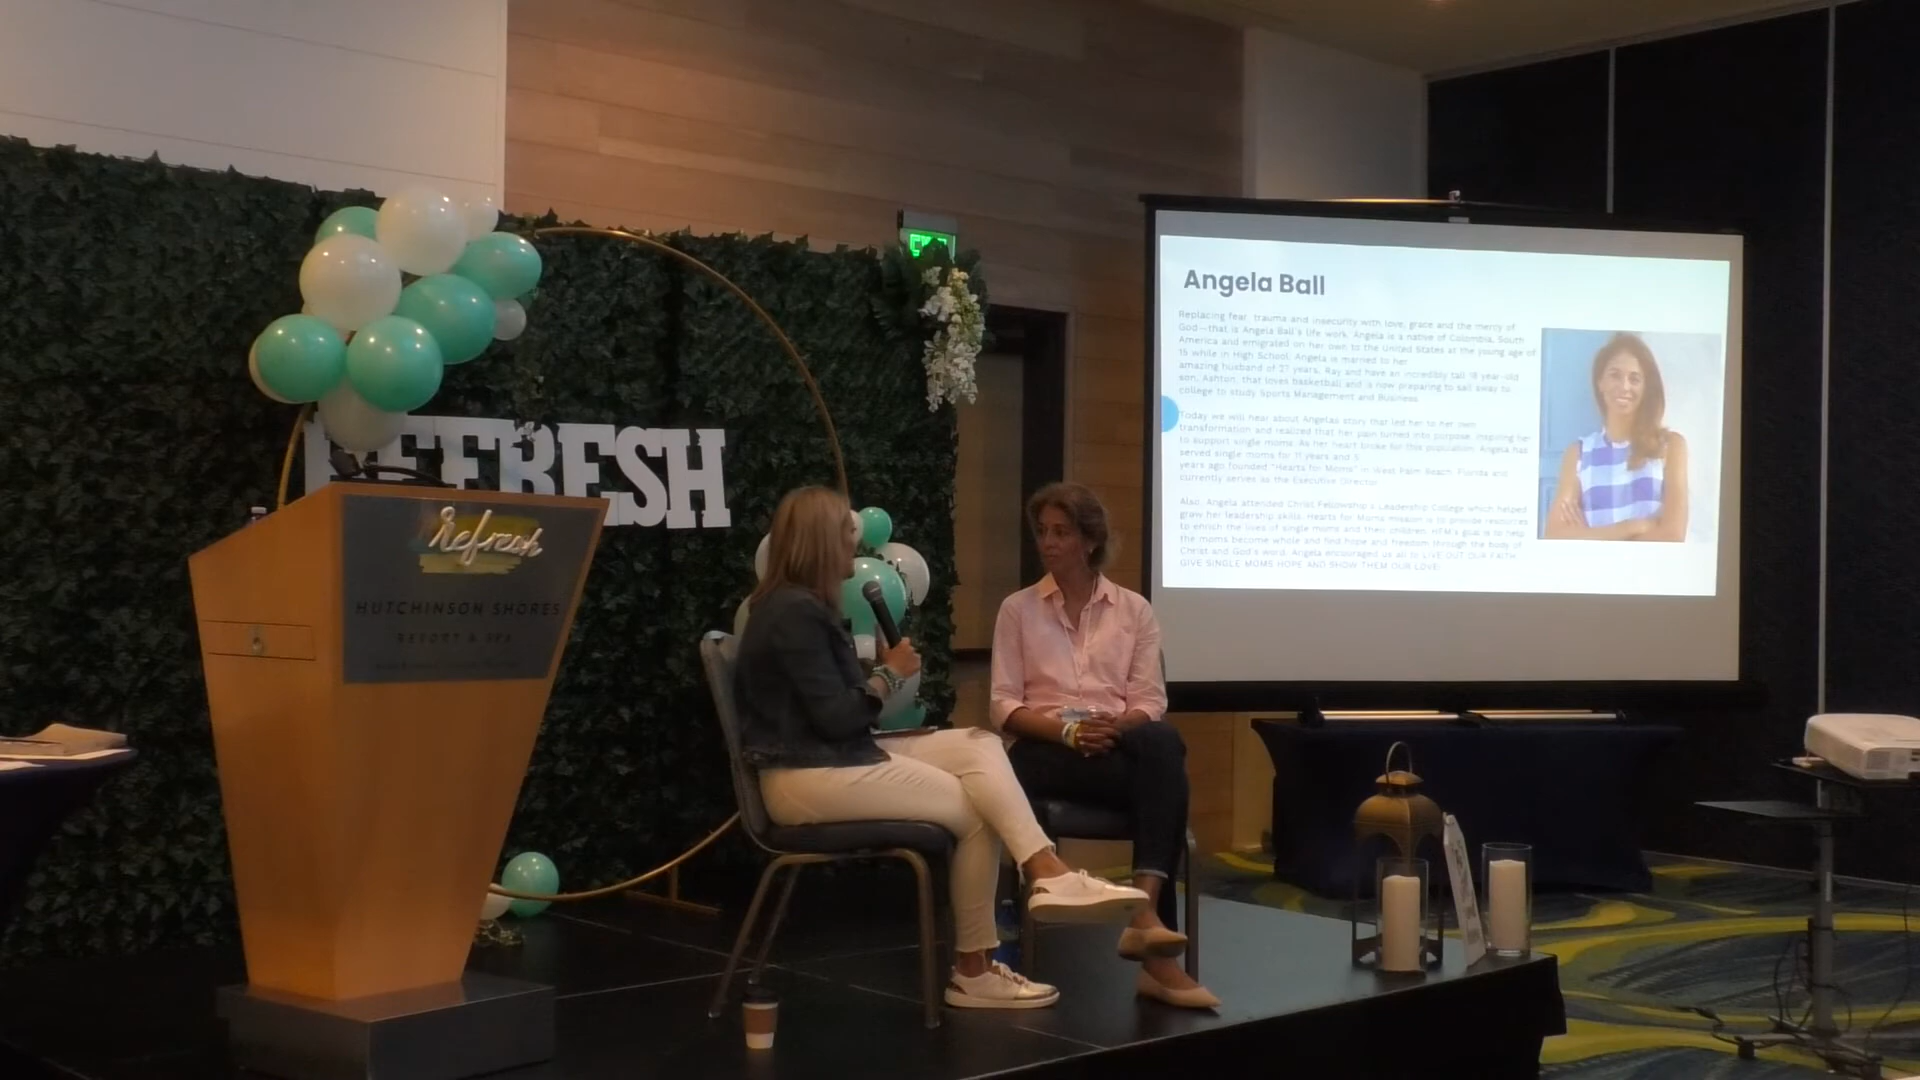 EXIT
REFRESH
Refresh
HUTCHINSON SHORES
RESORT & SPA
Angela Ball
Replacing fear, trauma and insecurity with love, grace and the mercy of
God—that is Angela Ball's life work. Angela is a native of Colombia, South
America and emigrated on her own to the United States at the young age of
15 while in High School. Angela is married to her
amazing husband of 27 years, Ray and have an incredibly tall 18 year-old
son, Ashton, that loves basketball and is now preparing to sail away to
college to study Sports Management and Business.
Today we will hear about Angelas story that led her to her own
transformation and realized that her pain turned into purpose, inspiring her
to support single moms. As her heart broke for this population, Angela has
served single moms for 11 years and 5
years ago founded "Hearts for Moms" in West Palm Beach, Florida and
currently serves as the Executive Director.
Also, Angela attended Christ Fellowship's Leadership College which helped
grow her leadership skills. Hearts for Moms mission is to provide resources
to enrich the lives of single moms and their children. HFM's goal is to help
the moms become whole and find hope and freedom through the body of
Christ and God's word. Angela encouraged us all to LIVE OUT OUR FAITH,
GIVE SINGLE MOMS HOPE AND SHOW THEM OUR LOVE.